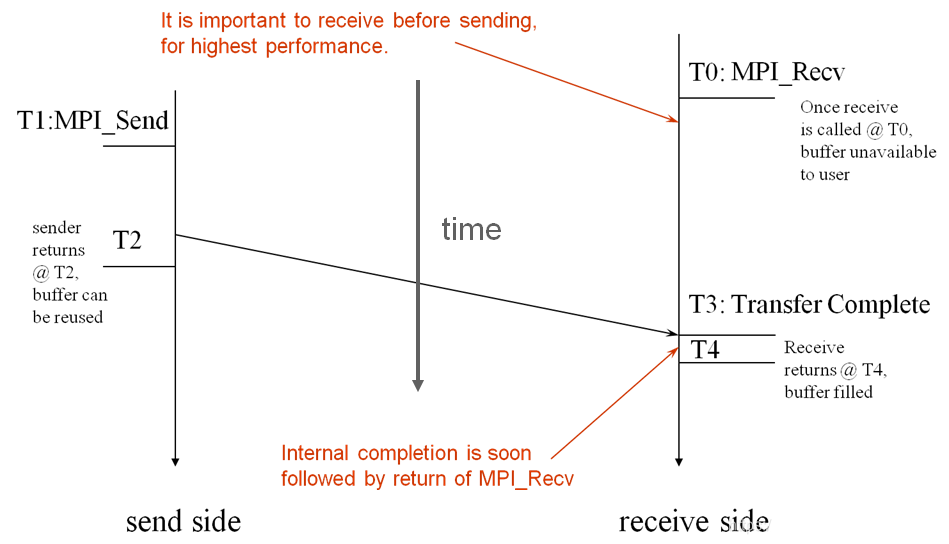 It is important to receive before sending,
for highest performance.
T0: MPI_Recv
Once receive
is called @ T0,
buffer unavailable
to user
T1:MPI_Send
sender
returns
@ T2,
buffer can
be reused
T2
time
T3: Transfer Complete
T4
Receive
returns @ T4,
buffer filled
Internal completion is soon
followed by return of MPI_Recv
send side
receive side